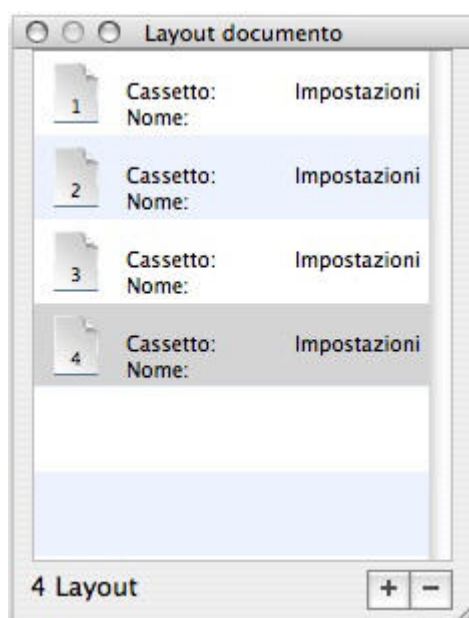 Layout documento
1 Cassetto: Impostazioni
Nome:
2 Cassetto: Impostazioni
Nome:
3 Cassetto: Impostazioni
Nome:
4 Cassetto: Impostazioni
Nome:
4 Layout + −